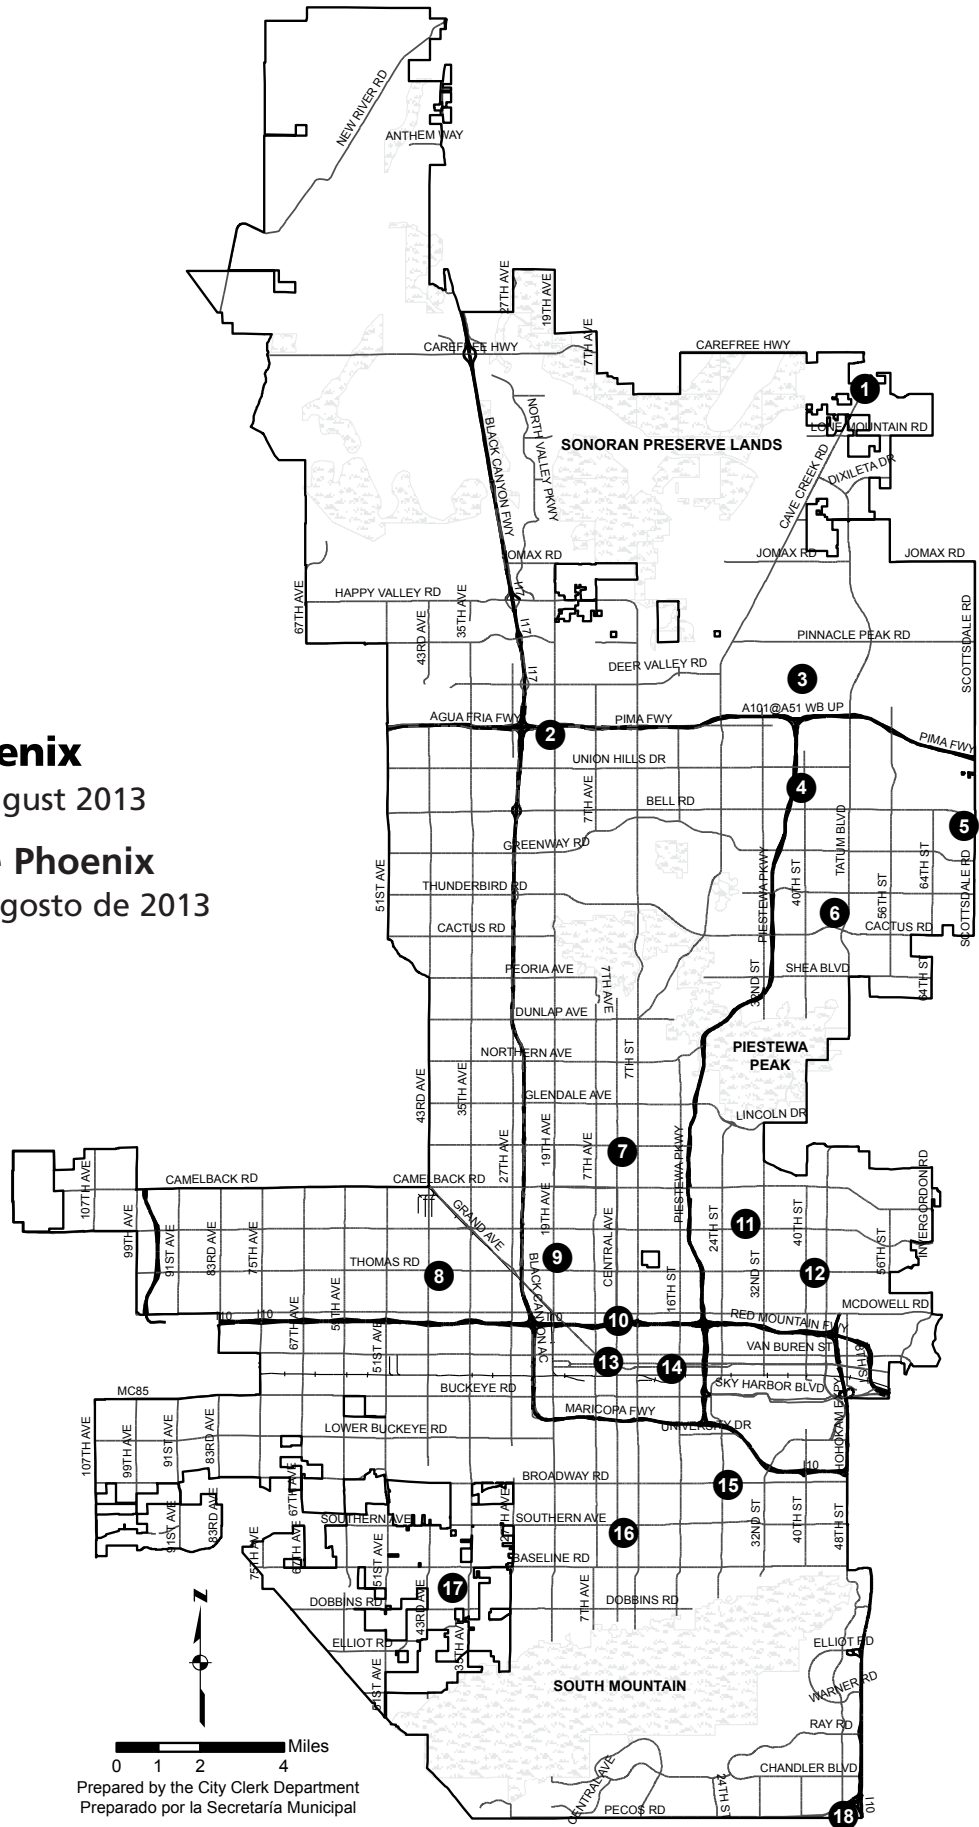 NEW RIVER RD
ANTHEM WAY
27TH AVE
19TH AVE
7TH AVE
CAREFREE HWY
CAREFREE HWY
1
LONE MOUNTAIN RD
SONORAN PRESERVE LANDS
NORTH VALLEY PKWY
BLACK CANYON FWY
CAVE CREEK RD
DIXILETA DR
JOMAX RD
JOMAX RD
JOMAX RD
67TH AVE
HAPPY VALLEY RD
I17
43RD AVE
35TH AVE
I17
PINNACLE PEAK RD
SCOTTSDALE RD
DEER VALLEY RD
I17
3
AGUA FRIA FWY
PIMA FWY
A101@A51 WB UP
2
PIMA FWY
enix
UNION HILLS DR
gust 2013
4
7TH AVE
BELL RD
5
TATUM BLVD
GREENWAY RD
e Phoenix
gosto de 2013
51ST AVE
THUNDERBIRD RD
PIESTEWA PKWY
40TH ST
56TH ST
64TH ST
SCOTTSDALE RD
6
CACTUS RD
CACTUS RD
PEORIA AVE
7TH AVE
32ND ST
SHEA BLVD
64TH ST
DUNLAP AVE
PIESTEWA
PEAK
NORTHERN AVE
7TH ST
43RD AVE
35TH AVE
GLENDALE AVE
LINCOLN DR
27TH AVE
19TH AVE
7TH AVE
7
PIESTEWA PKWY
107TH AVE
CAMELBACK RD
CAMELBACK RD
INVERGORDON RD
99TH AVE
91ST AVE
83RD AVE
75TH AVE
GRAND AVE
19TH AVE
CENTRAL AVE
24TH ST
11
40TH ST
56TH ST
THOMAS RD
8
9
BLACK CANYON AC
16TH ST
32ND ST
12
59TH AVE
I10
I10
67TH AVE
51ST AVE
I10
10
RED MOUNTAIN FWY
MCDOWELL RD
VAN BUREN ST
13
14
MC85
BUCKEYE RD
SKY HARBOR BLVD
MARICOPA FWY
UNIVERSITY DR
HOHOKAM EXPY
LOWER BUCKEYE RD
107TH AVE
99TH AVE
91ST AVE
83RD AVE
67TH AVE
BROADWAY RD
I10
15
91ST AVE
83RD AVE
SOUTHERN AVE
27TH AVE
SOUTHERN AVE
16
32ND ST
40TH ST
48TH ST
75TH AVE
67TH AVE
51ST AVE
BASELINE RD
17
DOBBINS RD
43RD AVE
7TH AVE
DOBBINS RD
ELLIOT RD
35TH AVE
ELLIOT RD
51ST AVE
SOUTH MOUNTAIN
WARNER RD
RAY RD
N
Miles
0 1 2 4
CENTRAL AVE
24TH ST
CHANDLER BLVD
Prepared by the City Clerk Department
Preparado por la Secretaría Municipal
PECOS RD
18
I10